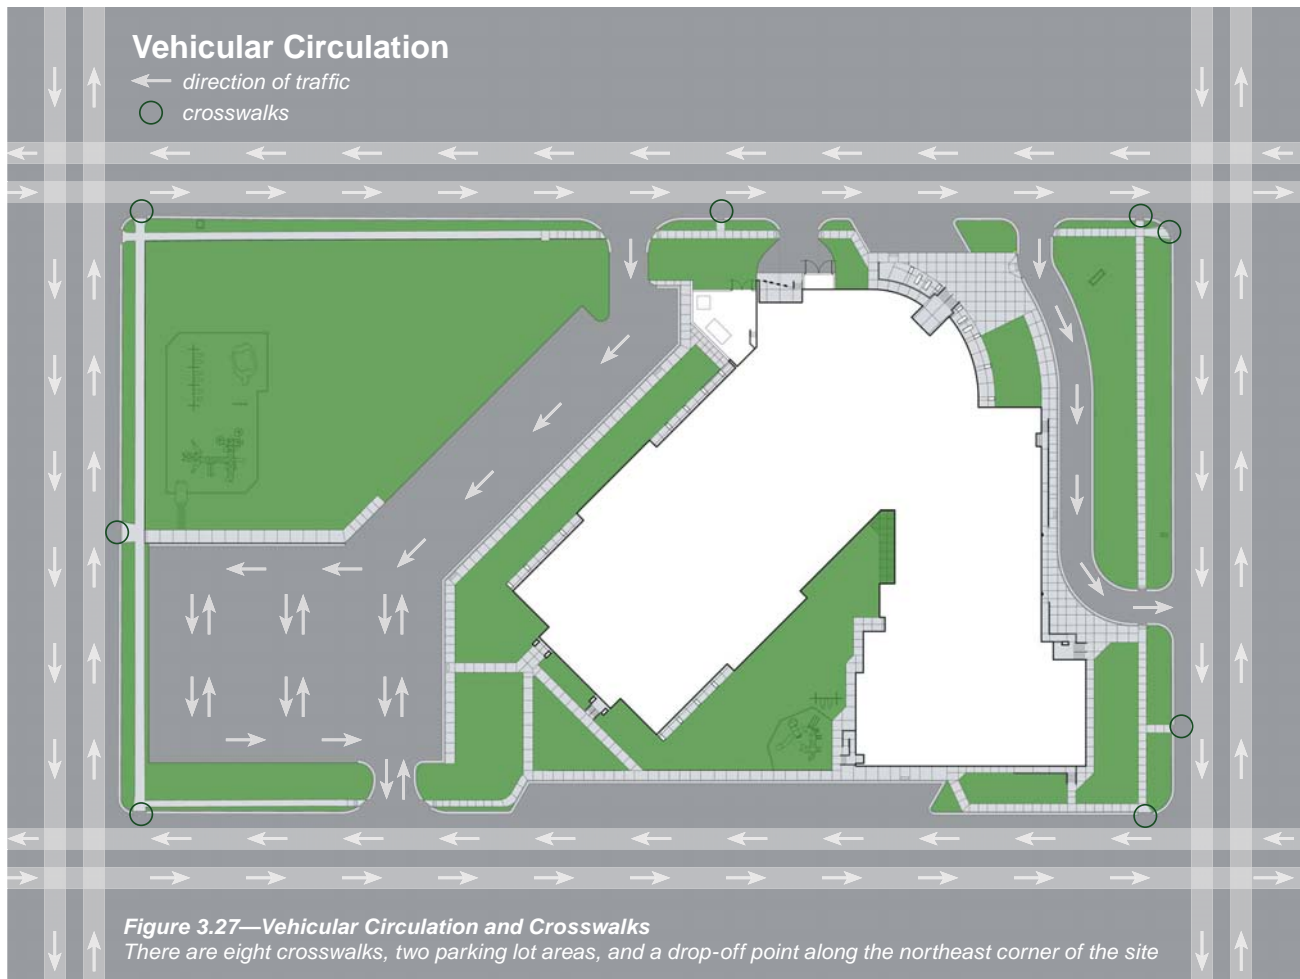 Vehicular Circulation
direction of traffic
crosswalks
Figure 3.27—Vehicular Circulation and Crosswalks
There are eight crosswalks, two parking lot areas, and a drop-off point along the northeast corner of the site